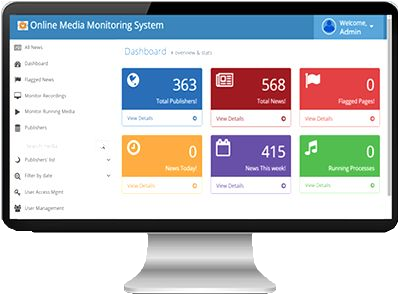 Online Media Monitoring System
Welcome,
Admin
All News
Dashboard
Flagged News
Monitor Recordings
Monitor Running Media
Publishers
Search media
Publishers' list
Filter by date
User Access Mgmt
User Management
Dashboard
overview & stats
363
Total Publishers!
View Details
568
Total News!
View Details
0
Flagged Pages!
View Details
0
News Today!
View Details
415
News This week!
View Details
0
Running Processes
View Details